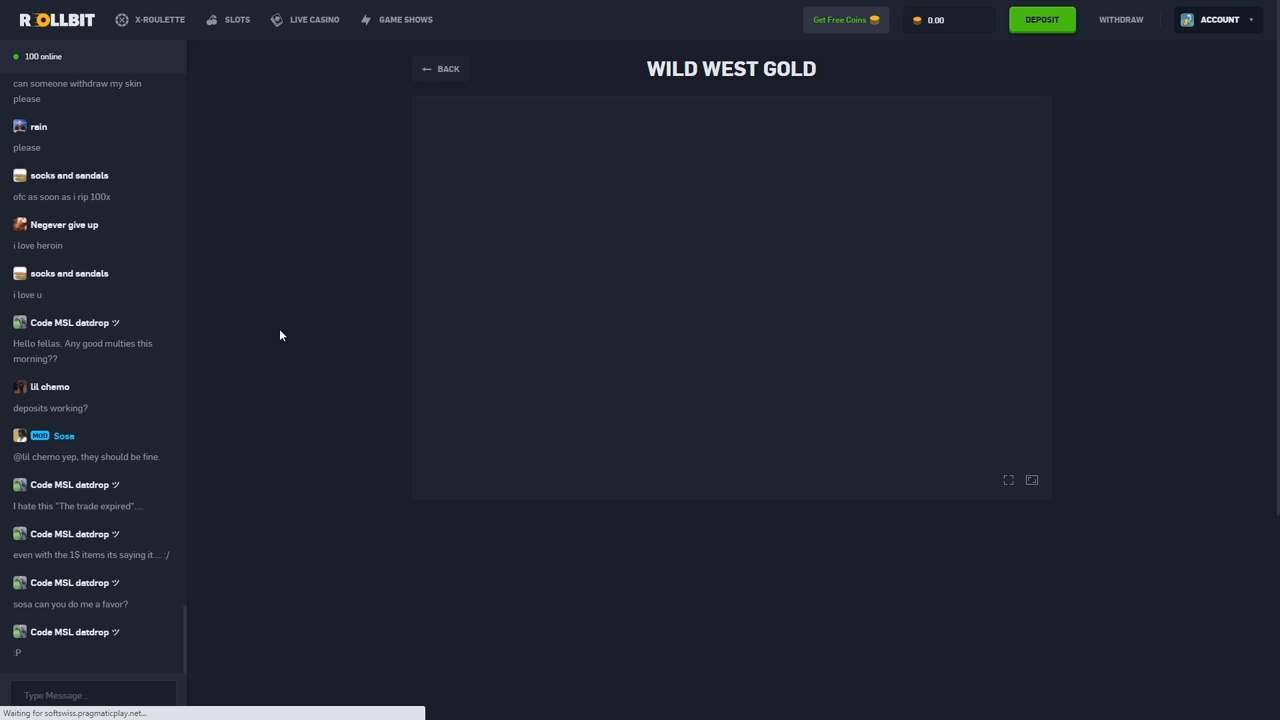 ROLLBIT
X-ROULETTE
SLOTS
LIVE CASINO
GAME SHOWS
Get Free Coins
0.00
DEPOSIT
WITHDRAW
ACCOUNT
100 online
can someone withdraw my skin
please
rain
please
socks and sandals
ofc as soon as i rip 100x
Negever give up
i love heroin
socks and sandals
i love u
Code MSL datdrop ツ
Hello fellas. Any good multies this
morning??
lil chemo
deposits working?
MOD Sosa
@lil chemo yep, they should be fine.
Code MSL datdrop ツ
I hate this "The trade expired"....
Code MSL datdrop ツ
even with the 1$ items its saying it.... :/
Code MSL datdrop ツ
sosa can you do me a favor?
Code MSL datdrop ツ
:P
Type Message...
Waiting for softswiss.pragmaticplay.net...
← BACK
WILD WEST GOLD